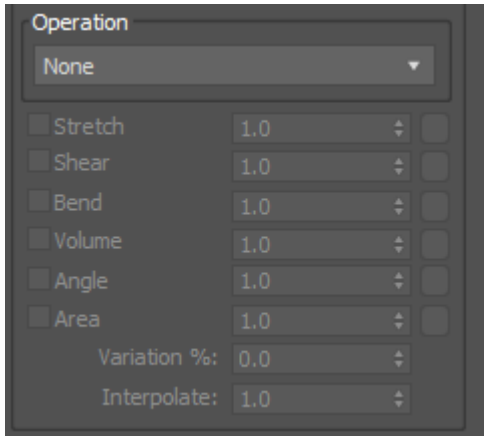 Operation
None
Stretch 1.0
Shear 1.0
Bend 1.0
Volume 1.0
Angle 1.0
Area 1.0
Variation %: 0.0
Interpolate: 1.0